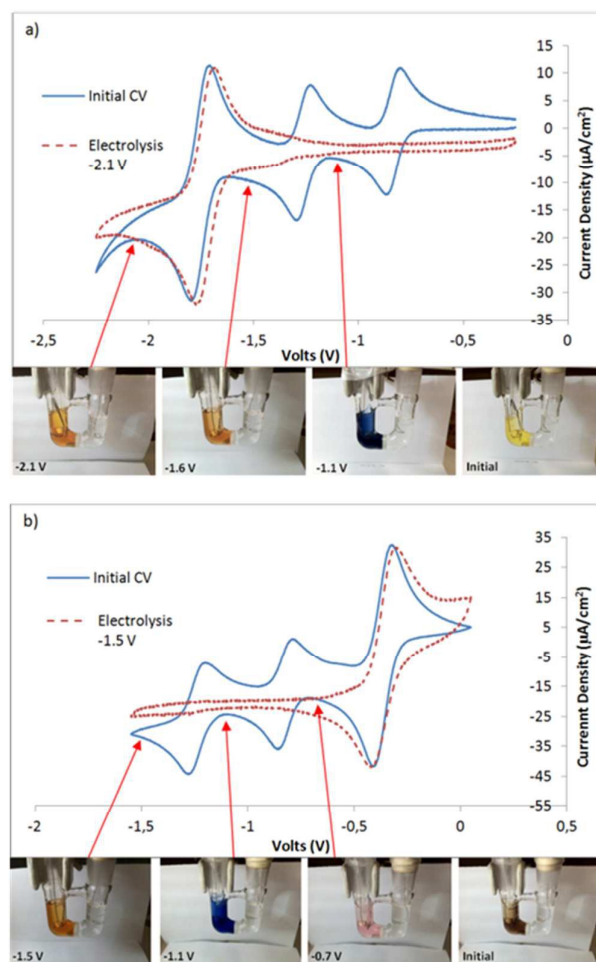 a)
Initial CV
Electrolysis
-2.1 V
15
10
5
0
-5
-10
-15
-20
-25
-30
-35
Current Density (µA/cm²)
-2,5
-2
-1,5
-1
-0,5
0
Volts (V)
-2.1 V
-1.6 V
-1.1 V
Initial
b)
Initial CV
Electrolysis
-1.5 V
35
25
15
5
-5
-15
-25
-35
-45
-55
Currennt Density (µA/cm²)
-2
-1,5
-1
-0,5
0
0,5
Volts (V)
-1.5 V
-1.1 V
-0.7 V
Initial